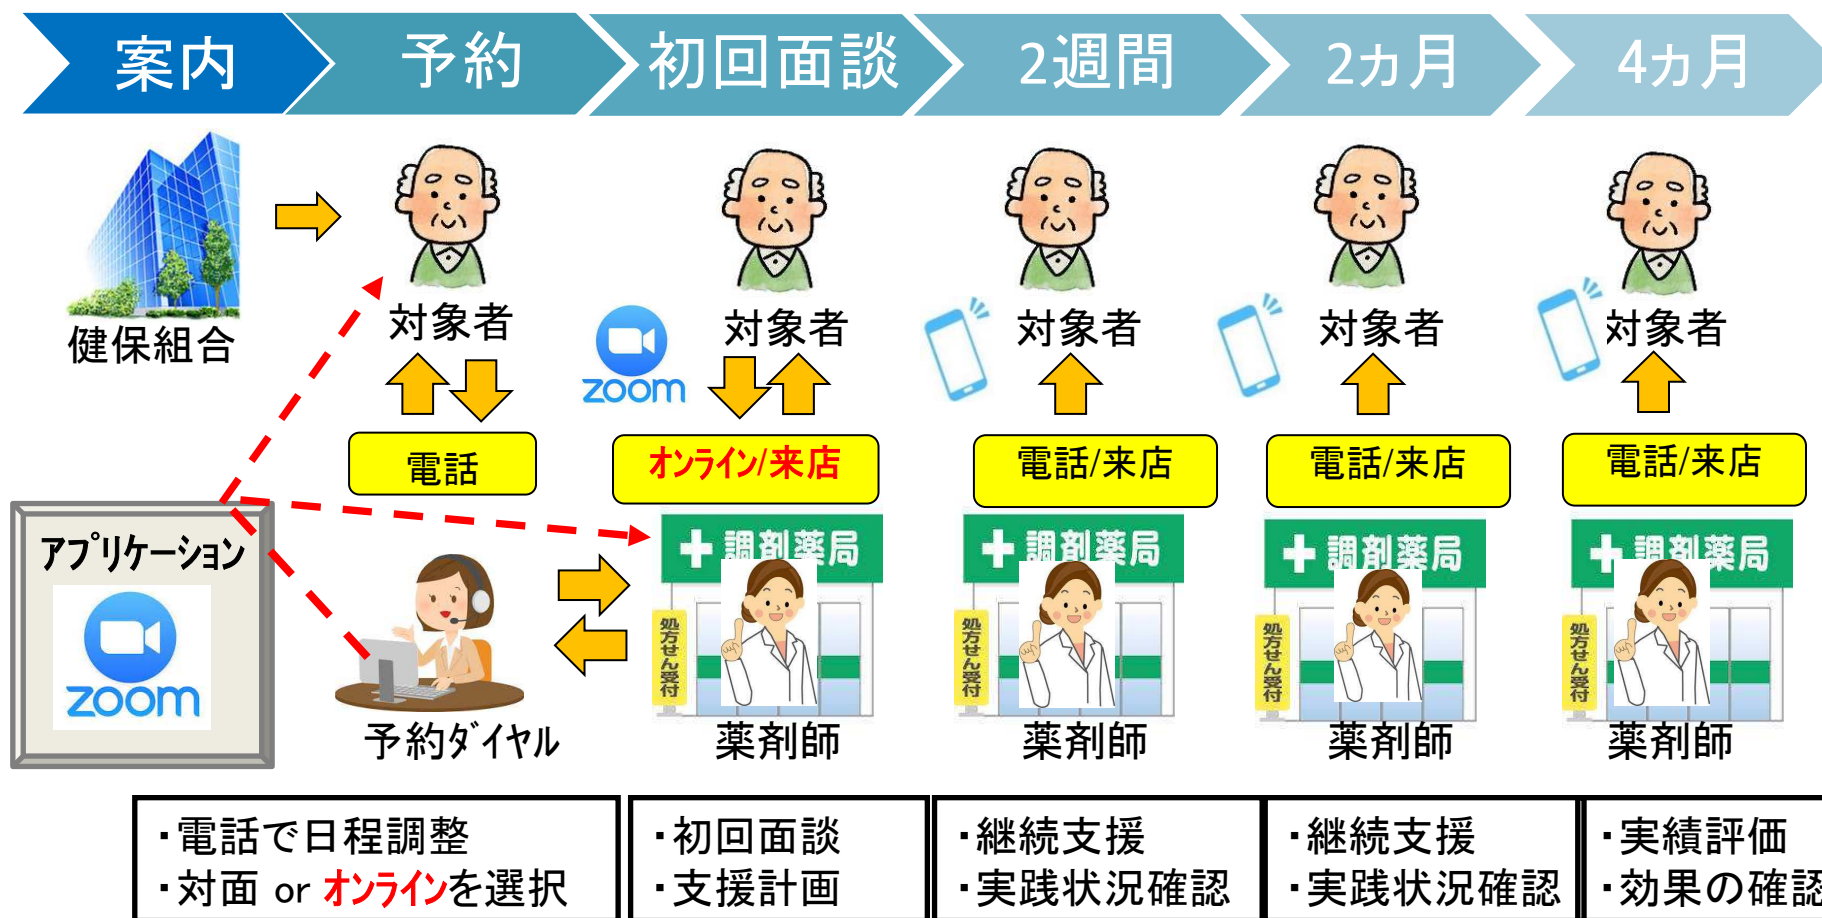 案内
予約
初回面談
2週間
2カ月
4カ月
健保組合
対象者
対象者
対象者
対象者
対象者
zoom
電話
オンライン/来店
電話/来店
電話/来店
電話/来店
アプリケーション
zoom
調剤薬局
調剤薬局
調剤薬局
調剤薬局
処方せん受付
処方せん受付
処方せん受付
処方せん受付
予約ダイヤル
薬剤師
薬剤師
薬剤師
薬剤師
・電話で日程調整
・対面 or オンラインを選択
・初回面談
・支援計画
・継続支援
・実践状況確認
・継続支援
・実践状況確認
・実績評価
・効果の確認